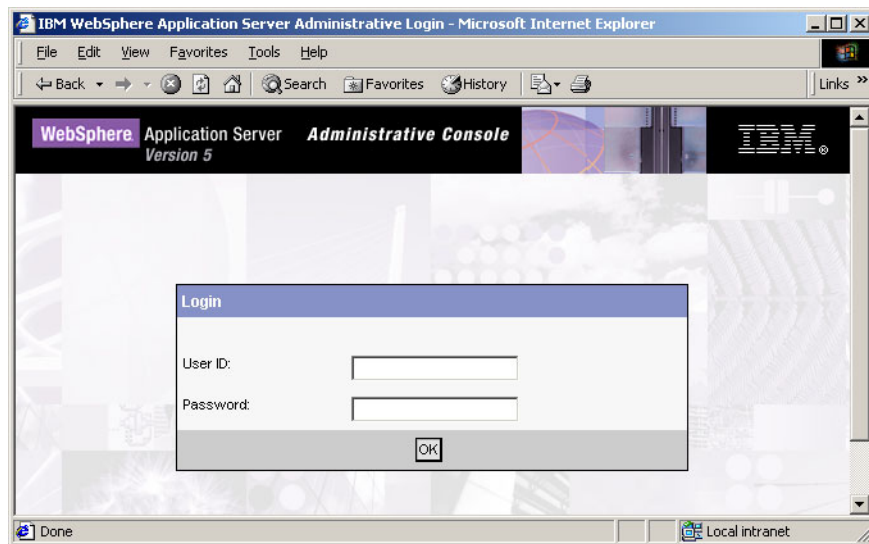 IBM WebSphere Application Server Administrative Login - Microsoft Internet Explorer
File Edit View Favorites Tools Help
Back Search Favorites History Links »
WebSphere Application Server Administrative Console
Version 5
IBM®
Login
User ID:
Password:
OK
Done Local intranet